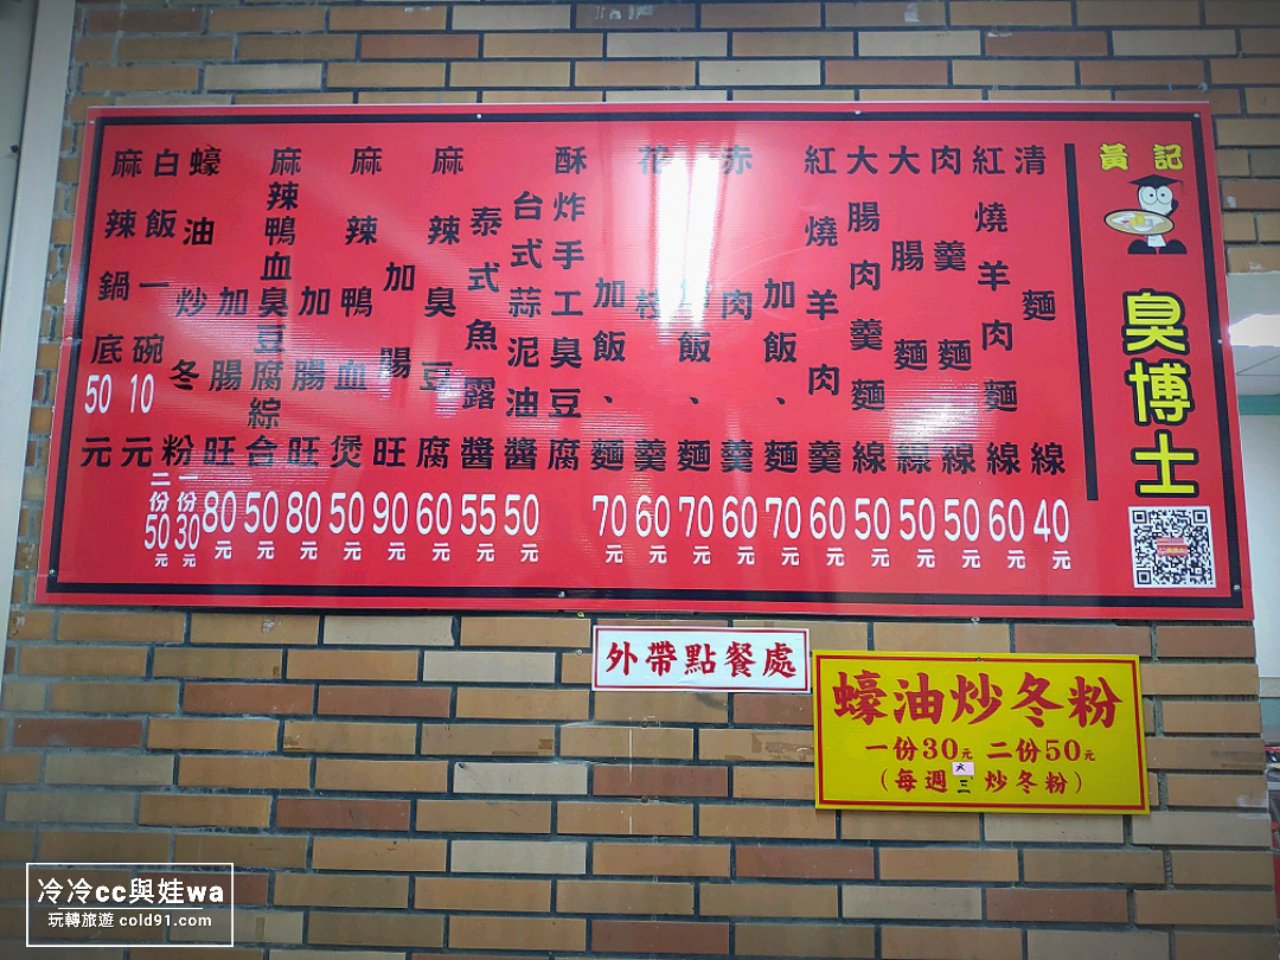 黃記
臭博士
清麵線 40元
紅燒羊肉麵線 60元
肉羹麵線 50元
大腸麵線 50元
大腸肉羹麵線 50元
紅燒羊肉羹 60元
加飯、麵 70元
赤肉羹 60元
加飯、麵 70元
花枝羹 60元
加飯、麵 70元
酥炸手工臭豆腐
台式蒜泥油醬 50元
泰式魚露醬 55元
麻辣臭豆腐 60元
加腸旺 90元
麻辣鴨血煲 50元
加腸旺 80元
麻辣鴨血臭豆腐綜合 50元
加腸旺 80元
蠔油炒冬粉
一份30元
二份50元
白飯一碗10元
麻辣鍋底50元
外帶點餐處
蠔油炒冬粉
一份30元 二份50元
(每週六 三 炒冬粉)
冷冷cc與娃wa
玩轉旅遊 cold91.com